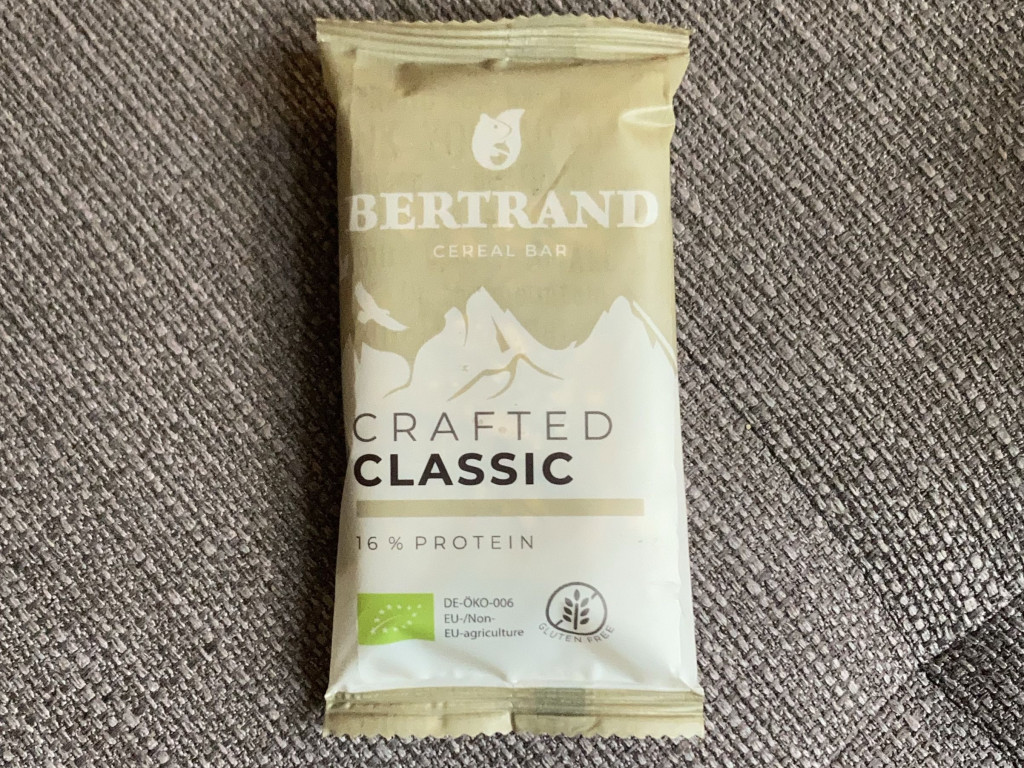 BERTRAND
CEREAL BAR
CRAFTED
CLASSIC
16 % PROTEIN
DE-ÖKO-006
EU-/Non-
EU-agriculture
GLUTEN FREE